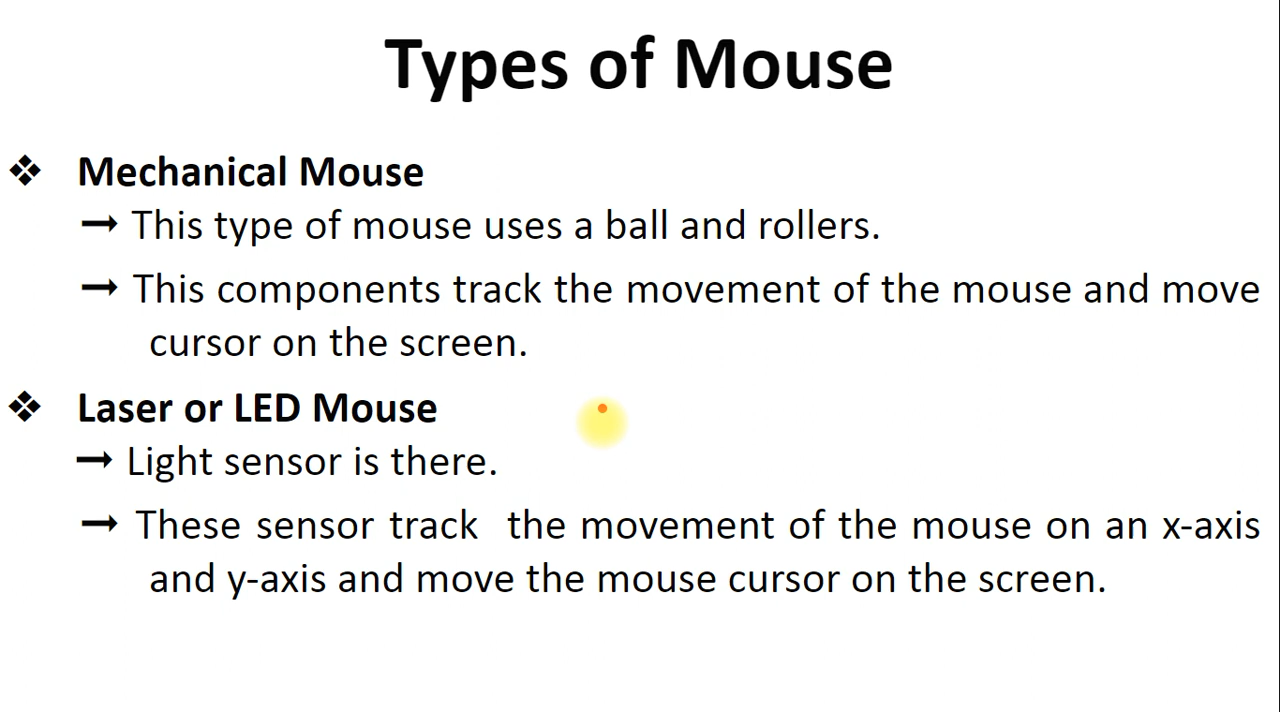 Types of Mouse
❖ Mechanical Mouse
→ This type of mouse uses a ball and rollers.
→ This components track the movement of the mouse and move
cursor on the screen.
❖ Laser or LED Mouse
→ Light sensor is there.
→ These sensor track the movement of the mouse on an x-axis
and y-axis and move the mouse cursor on the screen.